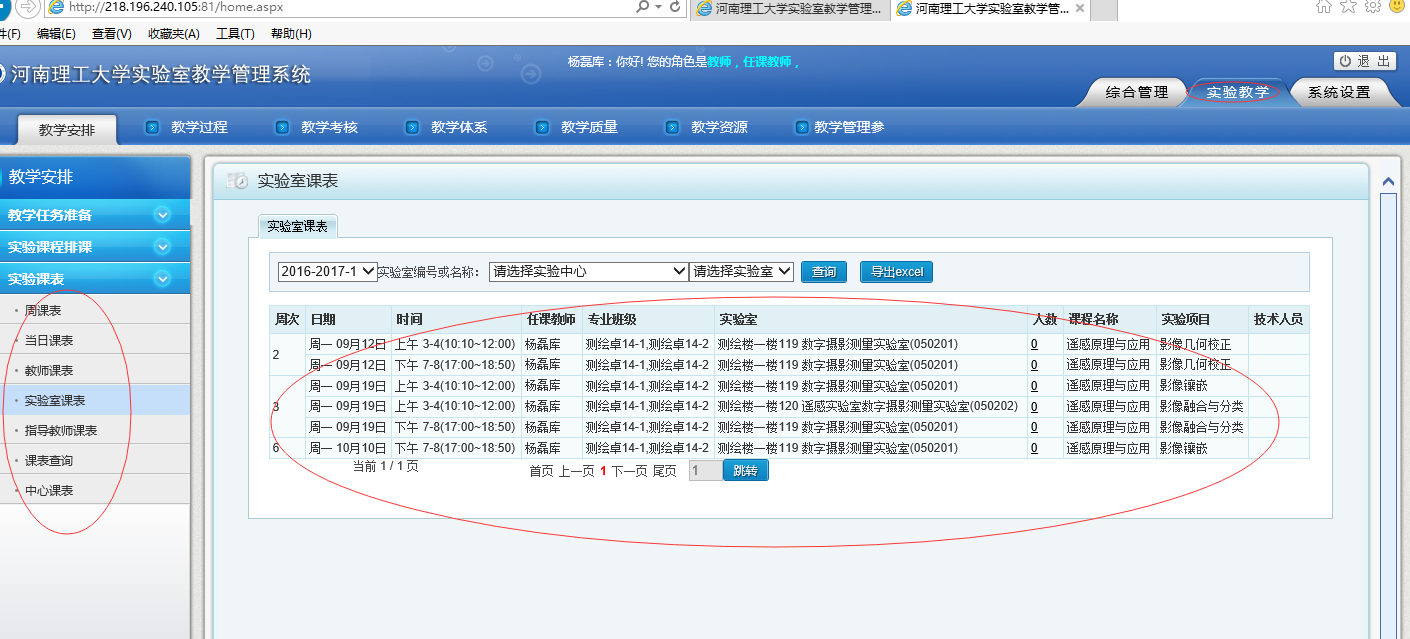 http://218.196.240.105:81/home.aspx
河南理工大学实验室教学管理...
河南理工大学实验室教学管...
件(F) 编辑(E) 查看(V) 收藏夹(A) 工具(T) 帮助(H)
河南理工大学实验室教学管理系统
杨磊库：你好! 您的角色是教师，任课教师，
退 出
综合管理 实验教学 系统设置
教学安排 教学过程 教学考核 教学体系 教学质量 教学资源 教学管理参
教学安排
教学任务准备
实验课程排课
实验课表
周课表
当日课表
教师课表
实验室课表
指导教师课表
课表查询
中心课表
实验室课表
实验室课表
2016-2017-1 实验室编号或名称： 请选择实验中心 请选择实验室 查询 导出excel
周次 日期 时间 任课教师 专业班级 实验室 人数 课程名称 实验项目 技术人员
2 周一 09月12日 上午 3-4(10:10~12:00) 杨磊库 测绘卓14-1,测绘卓14-2 测绘楼一楼119 数字摄影测量实验室(050201) 0 遥感原理与应用 影像几何校正
周一 09月12日 下午 7-8(17:00~18:50) 杨磊库 测绘卓14-1,测绘卓14-2 测绘楼一楼119 数字摄影测量实验室(050201) 0 遥感原理与应用 影像几何校正
3 周一 09月19日 上午 3-4(10:10~12:00) 杨磊库 测绘卓14-1,测绘卓14-2 测绘楼一楼119 数字摄影测量实验室(050201) 0 遥感原理与应用 影像镶嵌
周一 09月19日 上午 3-4(10:10~12:00) 杨磊库 测绘卓14-1,测绘卓14-2 测绘楼一楼120 遥感实验室数字摄影测量实验室(050202) 0 遥感原理与应用 影像融合与分类
周一 09月19日 下午 7-8(17:00~18:50) 杨磊库 测绘卓14-1,测绘卓14-2 测绘楼一楼119 数字摄影测量实验室(050201) 0 遥感原理与应用 影像融合与分类
6 周一 10月10日 下午 7-8(17:00~18:50) 杨磊库 测绘卓14-1,测绘卓14-2 测绘楼一楼119 数字摄影测量实验室(050201) 0 遥感原理与应用 影像镶嵌
当前 1 / 1 页 首页 上一页 1 下一页 尾页 1 跳转